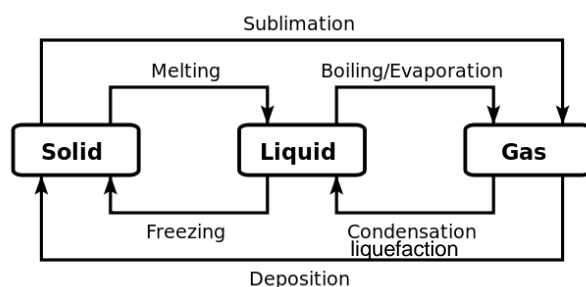 Sublimation
Melting
Boiling/Evaporation
Solid
Liquid
Gas
Freezing
Condensation
liquefaction
Deposition